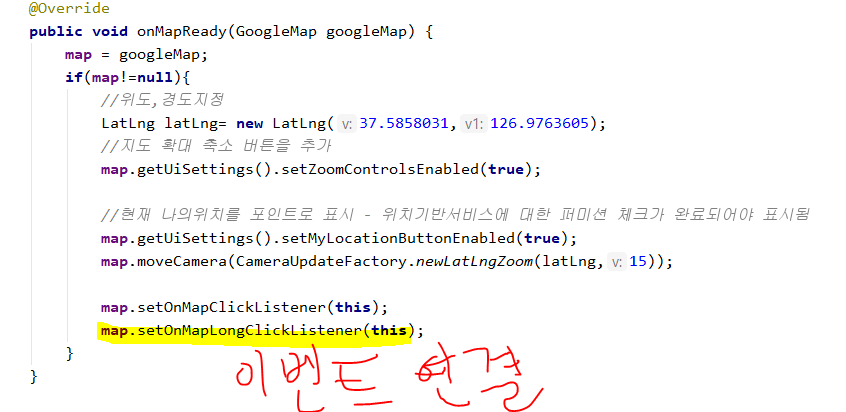 @Override
public void onMapReady(GoogleMap googleMap) {
map = googleMap;
if(map!=null){
//위도,경도지정
LatLng latLng= new LatLng( v: 37.5858031, v1: 126.9763605);
//지도 확대 축소 버튼을 추가
map.getUiSettings().setZoomControlsEnabled(true);
//현재 나의위치를 포인트로 표시 - 위치기반서비스에 대한 퍼미션 체크가 완료되어야 표시됨
map.getUiSettings().setMyLocationButtonEnabled(true);
map.moveCamera(CameraUpdateFactory.newLatLngZoom(latLng, v: 15));
map.setOnMapClickListener(this);
map.setOnMapLongClickListener(this);
}
이벤트 연결
}